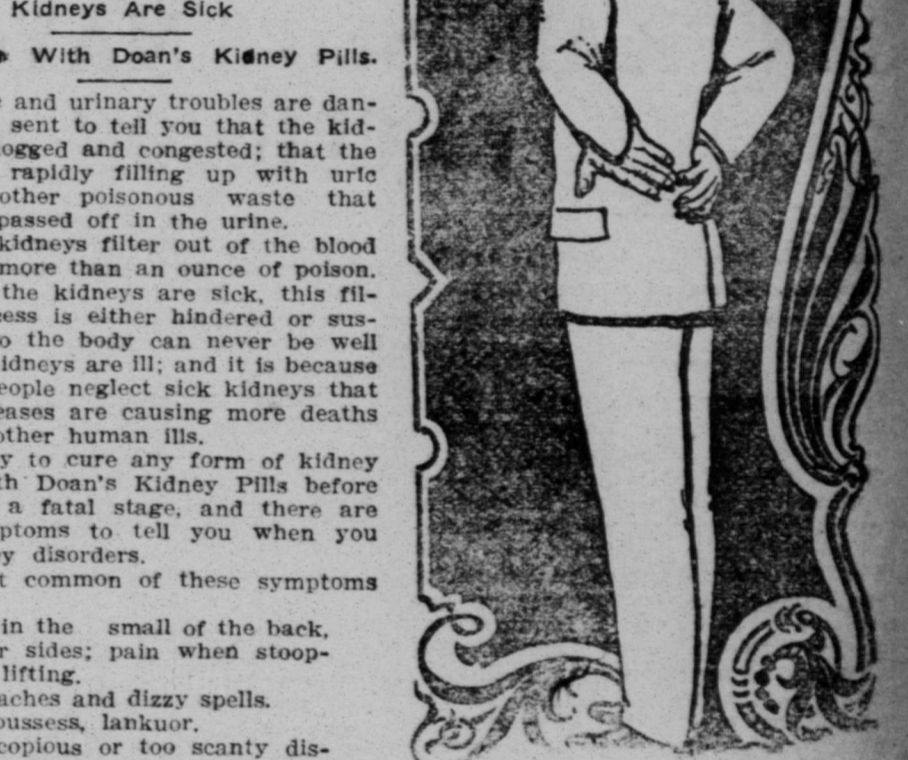 Kidneys Are Sick
With Doan's Kidney Pills.
and urinary troubles are dan-
sent to tell you that the kid-
ogged and congested; that the
rapidly filling up with uric
other poisonous waste that
passed off in the urine.
kidneys filter out of the blood
more than an ounce of poison.
the kidneys are sick, this fil-
cess is either hindered or sus-
o the body can never be well
idneys are ill; and it is because
eople neglect sick kidneys that
eases are causing more deaths
other human ills.
y to cure any form of kidney
th Doan's Kidney Pills before
a fatal stage, and there are
ptoms to tell you when you
y disorders.
t common of these symptoms
in the small of the back,
r sides; pain when stoop-
lifting.
aches and dizzy spells.
oussess, lankuor.
copious or too scanty dis-